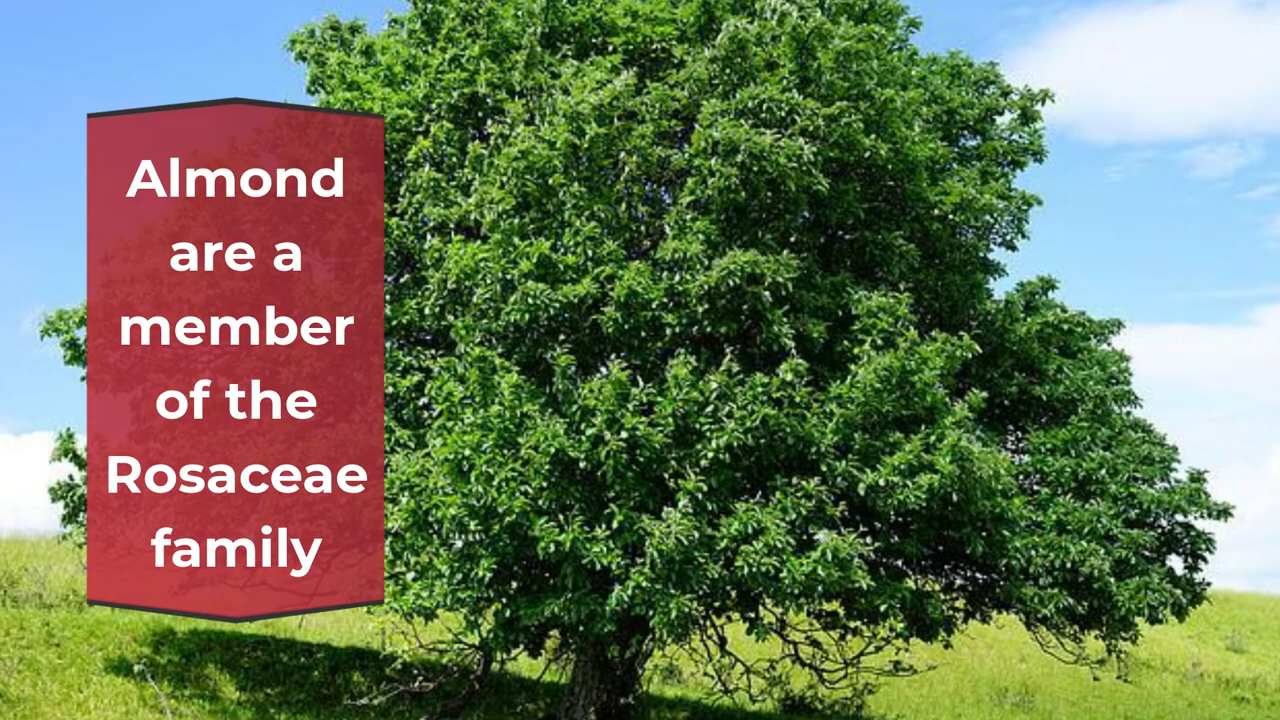 Almond
are a
member
of the
Rosaceae
family